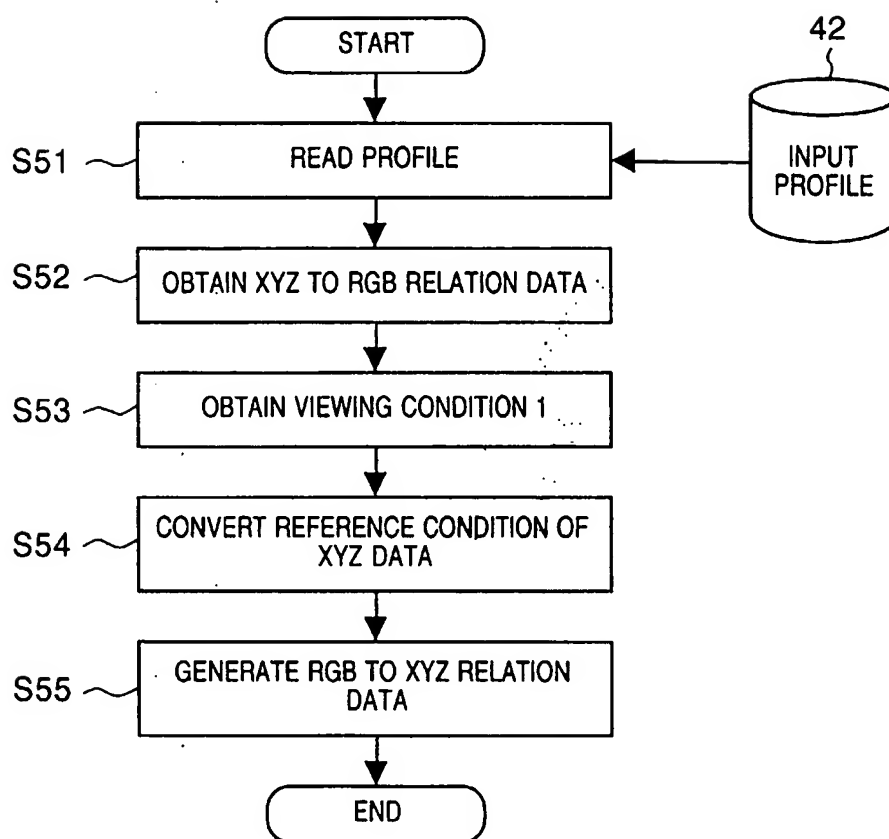 START
42
S51
READ PROFILE
INPUT
PROFILE
S52
OBTAIN XYZ TO RGB RELATION DATA
S53
OBTAIN VIEWING CONDITION 1
S54
CONVERT REFERENCE CONDITION OF
XYZ DATA
S55
GENERATE RGB TO XYZ RELATION
DATA
END